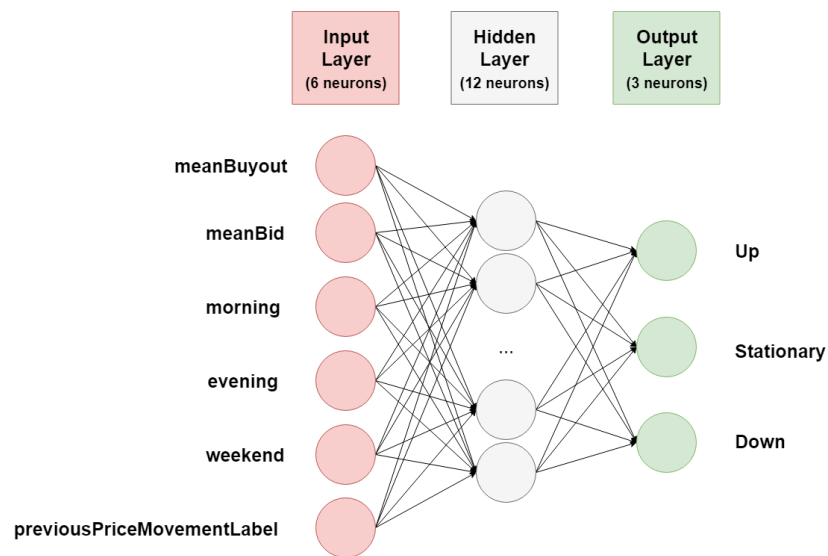 Input
Layer
(6 neurons)
Hidden
Layer
(12 neurons)
Output
Layer
(3 neurons)
meanBuyout
meanBid
morning
evening
weekend
previousPriceMovementLabel
...
Up
Stationary
Down